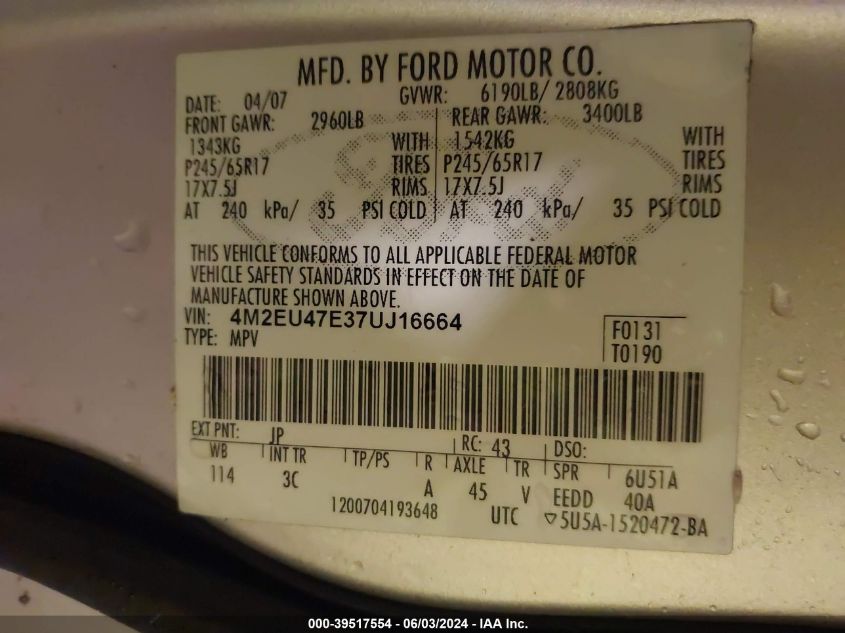 MFD. BY FORD MOTOR CO.
DATE: 04/07 GVWR: 6190LB/ 2808KG
FRONT GAWR: 2960LB REAR GAWR: 3400LB
1343KG WITH 1542KG WITH
P245/65R17 TIRES P245/65R17 TIRES
17X7.5J RIMS 17X7.5J RIMS
AT 240 kPa/ 35 PSI COLD AT 240 kPa/ 35 PSI COLD
THIS VEHICLE CONFORMS TO ALL APPLICABLE FEDERAL MOTOR
VEHICLE SAFETY STANDARDS IN EFFECT ON THE DATE OF
MANUFACTURE SHOWN ABOVE.
VIN: 4M2EU47E37UJ16664
TYPE: MPV
F0131
T0190
EXT PNT: JP RC: 43 DSO:
WB INT TR TP/PS R AXLE TR SPR 6U51A
114 3C A 45 V EEDD 40A
1200704193648 UTC ▽5U5A-1520472-BA
000-39517554 - 06/03/2024 - IAA Inc.